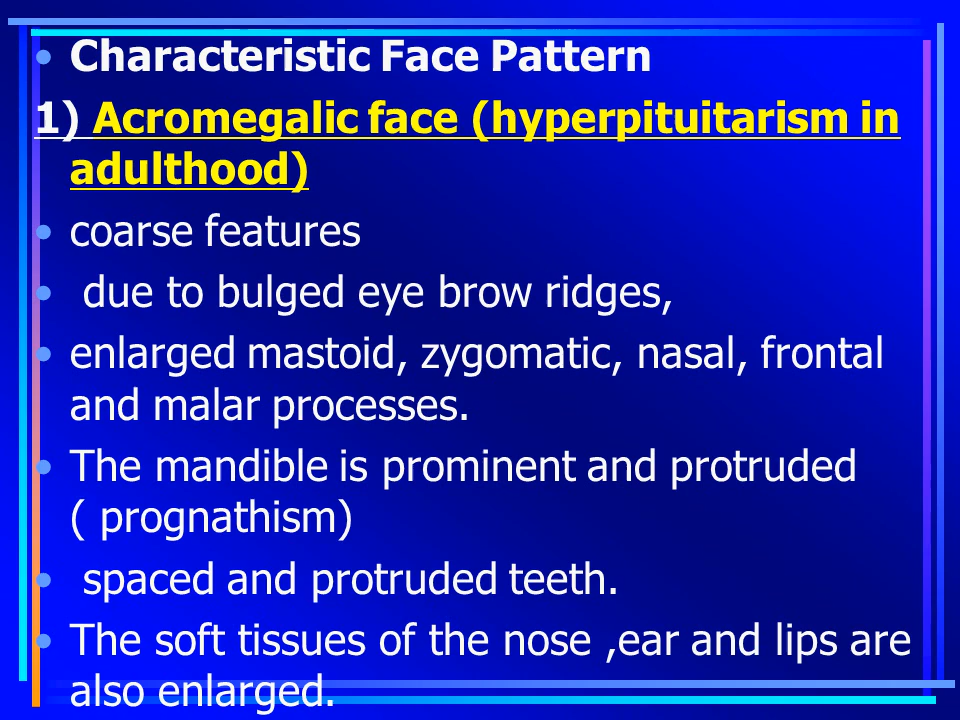 • Characteristic Face Pattern
1) Acromegalic face (hyperpituitarism in
adulthood)
• coarse features
• due to bulged eye brow ridges,
• enlarged mastoid, zygomatic, nasal, frontal
and malar processes.
• The mandible is prominent and protruded
( prognathism)
• spaced and protruded teeth.
• The soft tissues of the nose ,ear and lips are
also enlarged.